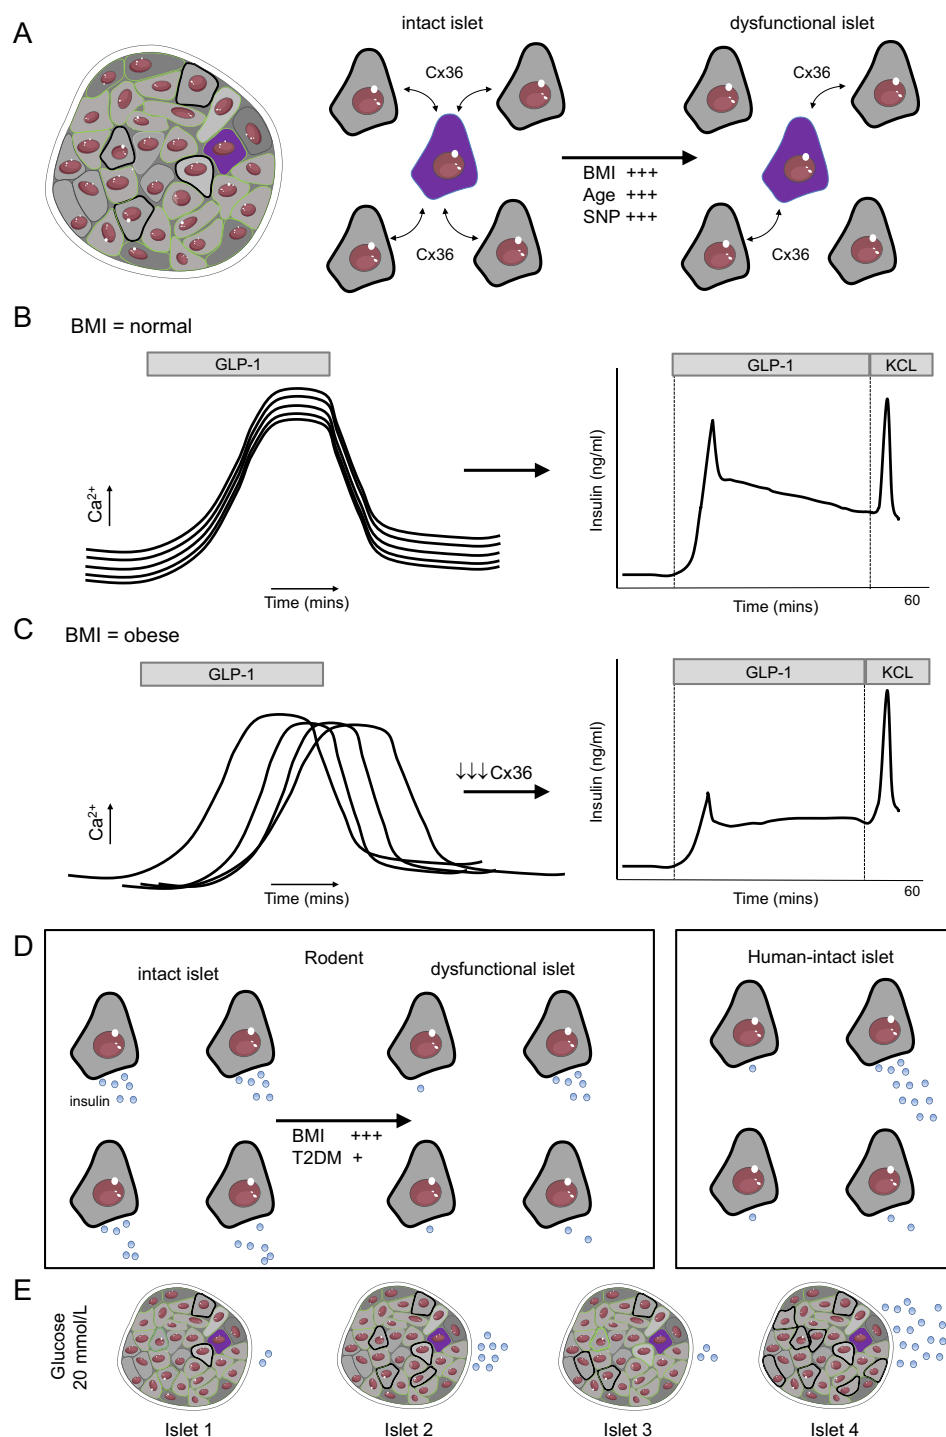 A
intact islet
dysfunctional islet
Cx36
Cx36
BMI +++
Age +++
SNP +++
Cx36
Cx36
B
BMI = normal
GLP-1
GLP-1
KCL
Ca²⁺
Insulin (ng/ml)
Time (mins)
Time (mins)
60
C
BMI = obese
GLP-1
GLP-1
KCL
↓↓↓Cx36
Ca²⁺
Insulin (ng/ml)
Time (mins)
Time (mins)
60
D
Rodent
intact islet
dysfunctional islet
Human-intact islet
insulin
BMI +++
T2DM +
E
Glucose
20 mmol/L
Islet 1
Islet 2
Islet 3
Islet 4